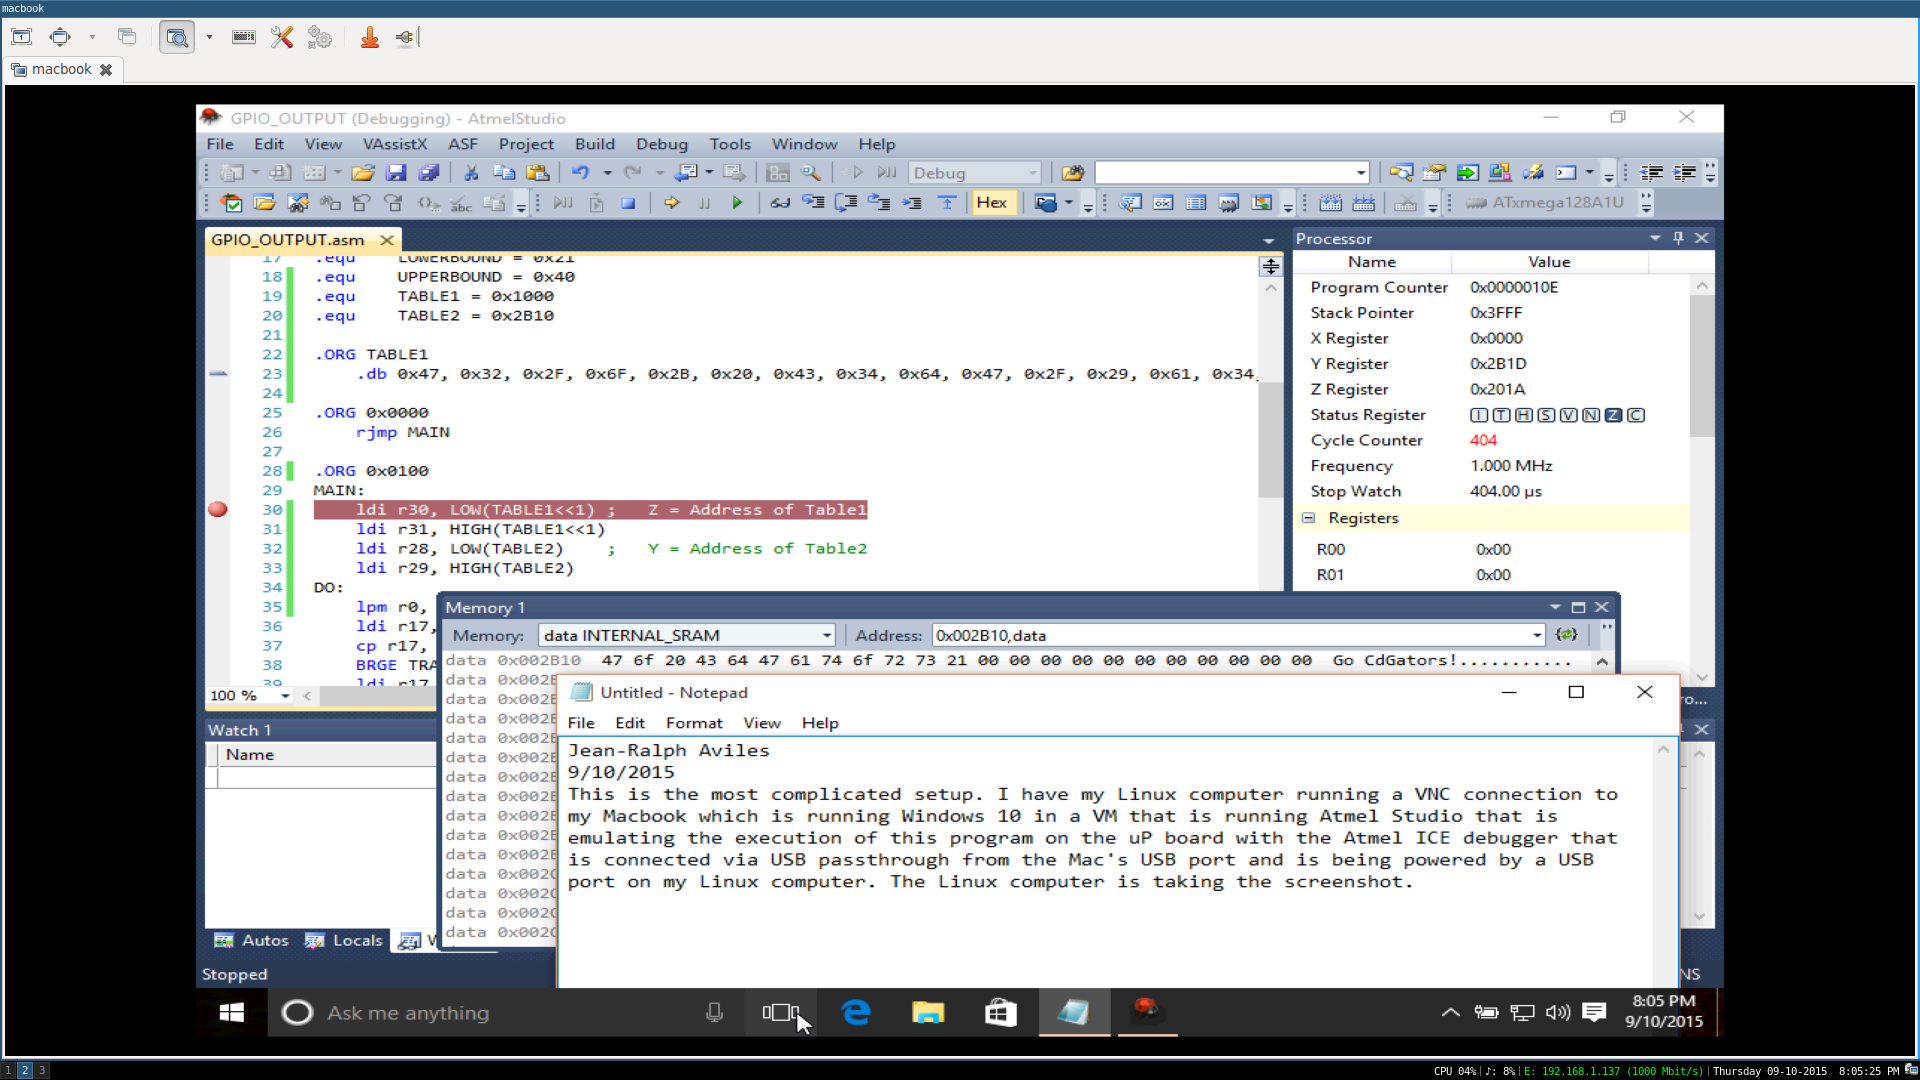 macbook
macbook
GPIO_OUTPUT (Debugging) - AtmelStudio
File Edit View VAssistX ASF Project Build Debug Tools Window Help
Debug
Hex
ATxmega128A1U
GPIO_OUTPUT.asm
17 .equ LOWERBOUND = 0x21
18 .equ UPPERBOUND = 0x40
19 .equ TABLE1 = 0x1000
20 .equ TABLE2 = 0x2B10
21
22 .ORG TABLE1
23 .db 0x47, 0x32, 0x2F, 0x6F, 0x2B, 0x20, 0x43, 0x34, 0x64, 0x47, 0x2F, 0x29, 0x61, 0x34,
24
25 .ORG 0x0000
26 rjmp MAIN
27
28 .ORG 0x0100
29 MAIN:
30 ldi r30, LOW(TABLE1<<1) ; Z = Address of Table1
31 ldi r31, HIGH(TABLE1<<1)
32 ldi r28, LOW(TABLE2) ; Y = Address of Table2
33 ldi r29, HIGH(TABLE2)
34 DO:
35 lpm r0,
36 ldi r17,
37 cp r17,
38 BRGE TRA
39 ldi r17
100 %
Processor
Name Value
Program Counter 0x0000010E
Stack Pointer 0x3FFF
X Register 0x0000
Y Register 0x2B1D
Z Register 0x201A
Status Register I T H S V N Z C
Cycle Counter 404
Frequency 1.000 MHz
Stop Watch 404.00 µs
Registers
R00 0x00
R01 0x00
ro...
Memory 1
Memory: data INTERNAL_SRAM Address: 0x002B10,data
data 0x002B10 47 6f 20 43 64 47 61 74 6f 72 73 21 00 00 00 00 00 00 00 00 00 00 00 Go CdGators!...........
data 0x002B
data 0x002B
data 0x002B
data 0x002B
data 0x002B
data 0x002B
data 0x002B
data 0x002B
data 0x002B
data 0x002B
data 0x002C
data 0x002C
data 0x002C
data 0x002C
Untitled - Notepad
File Edit Format View Help
Jean-Ralph Aviles
9/10/2015
This is the most complicated setup. I have my Linux computer running a VNC connection to
my Macbook which is running Windows 10 in a VM that is running Atmel Studio that is
emulating the execution of this program on the uP board with the Atmel ICE debugger that
is connected via USB passthrough from the Mac's USB port and is being powered by a USB
port on my Linux computer. The Linux computer is taking the screenshot.
Watch 1
Name
Autos Locals W
Stopped
NS
Ask me anything
8:05 PM
9/10/2015
1 2 3
CPU 04% | ♪: 8% | E: 192.168.1.137 (1000 Mbit/s) | Thursday 09-10-2015 8:05:25 PM